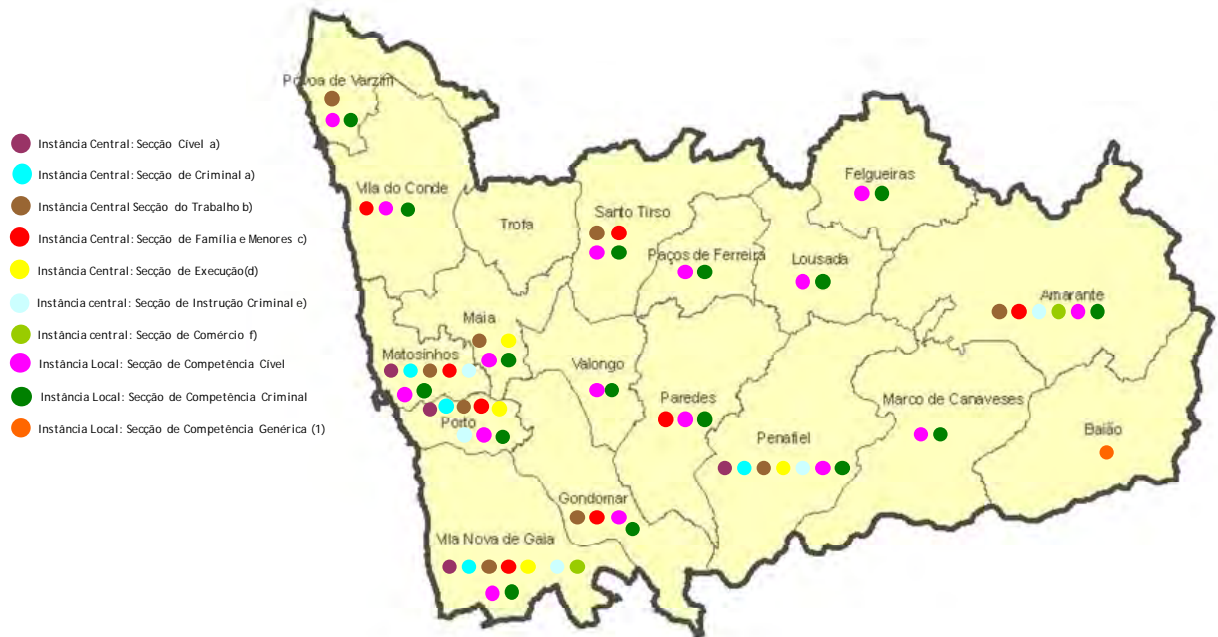 Póvoa de Varzim
Instância Central: Secção Cível a)
Instância Central: Secção de Criminal a)
Instância Central Secção do Trabalho b)
Instância Central: Secção de Família e Menores c)
Instância Central: Secção de Execução(d)
Instância central: Secção de Instrução Criminal e)
Instância central: Secção de Comércio f)
Instância Local: Secção de Competência Cível
Instância Local: Secção de Competência Criminal
Instância Local: Secção de Competência Genérica (1)
Vila do Conde
Trofa
Santo Tirso
Felgueiras
Paços de Ferreira
Lousada
Amarante
Maia
Matosinhos
Valongo
Paredes
Marco de Canaveses
Porto
Penafiel
Baião
Gondomar
Vila Nova de Gaia